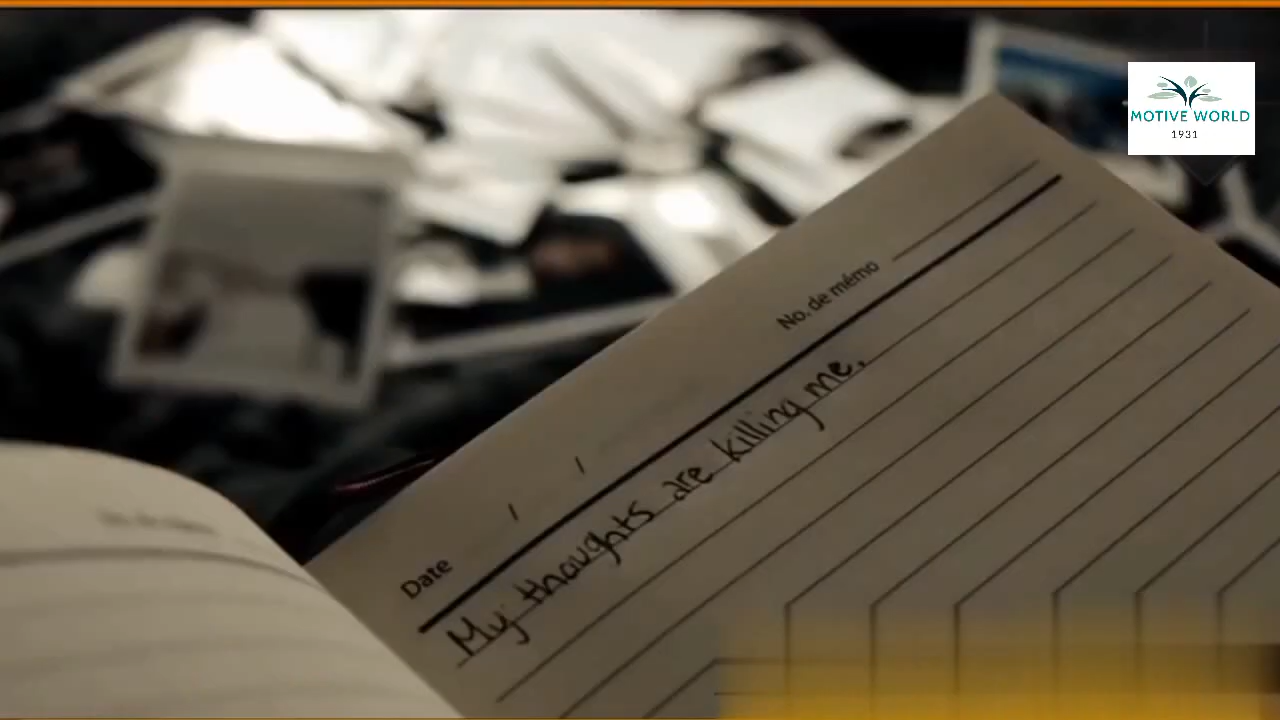 MOTIVE WORLD
1931
No. de mémo
Date / /
My thoughts are killing me.